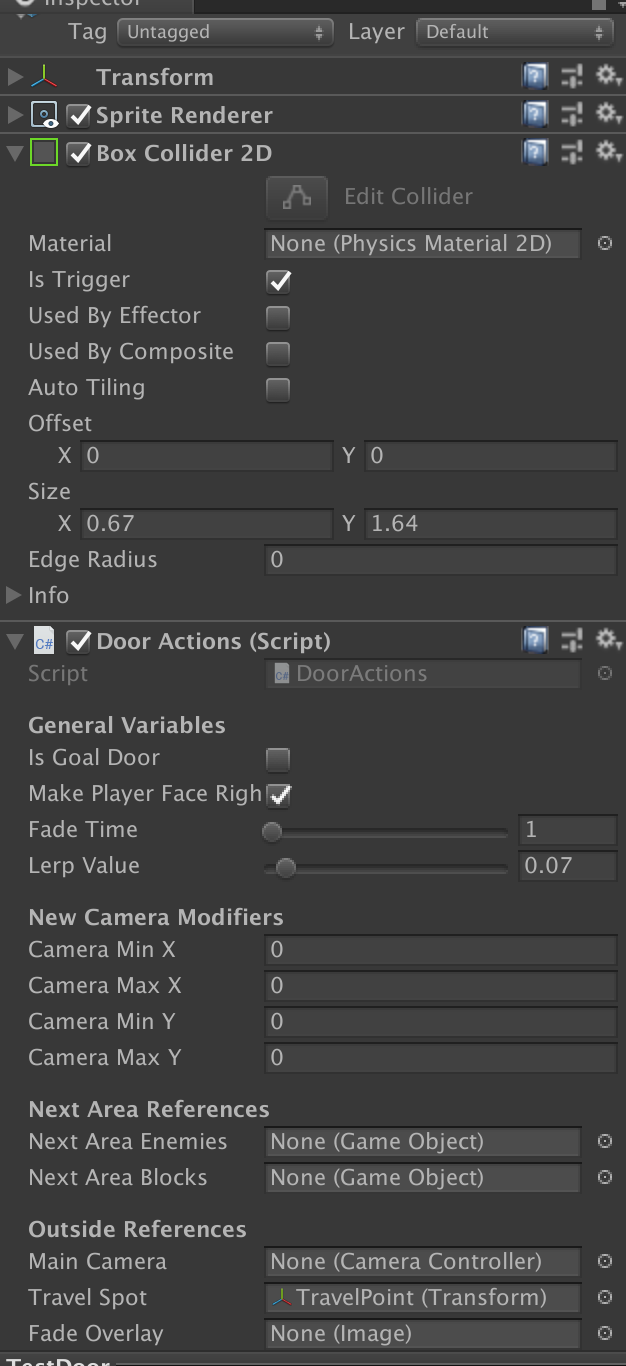 Inspector
Tag Untagged Layer Default
Transform
Sprite Renderer
Box Collider 2D
Edit Collider
Material None (Physics Material 2D)
Is Trigger
Used By Effector
Used By Composite
Auto Tiling
Offset
X 0 Y 0
Size
X 0.67 Y 1.64
Edge Radius 0
Info
C# Door Actions (Script)
Script C# DoorActions
General Variables
Is Goal Door
Make Player Face Righ
Fade Time 1
Lerp Value 0.07
New Camera Modifiers
Camera Min X 0
Camera Max X 0
Camera Min Y 0
Camera Max Y 0
Next Area References
Next Area Enemies None (Game Object)
Next Area Blocks None (Game Object)
Outside References
Main Camera None (Camera Controller)
Travel Spot TravelPoint (Transform)
Fade Overlay None (Image)
TestDoor